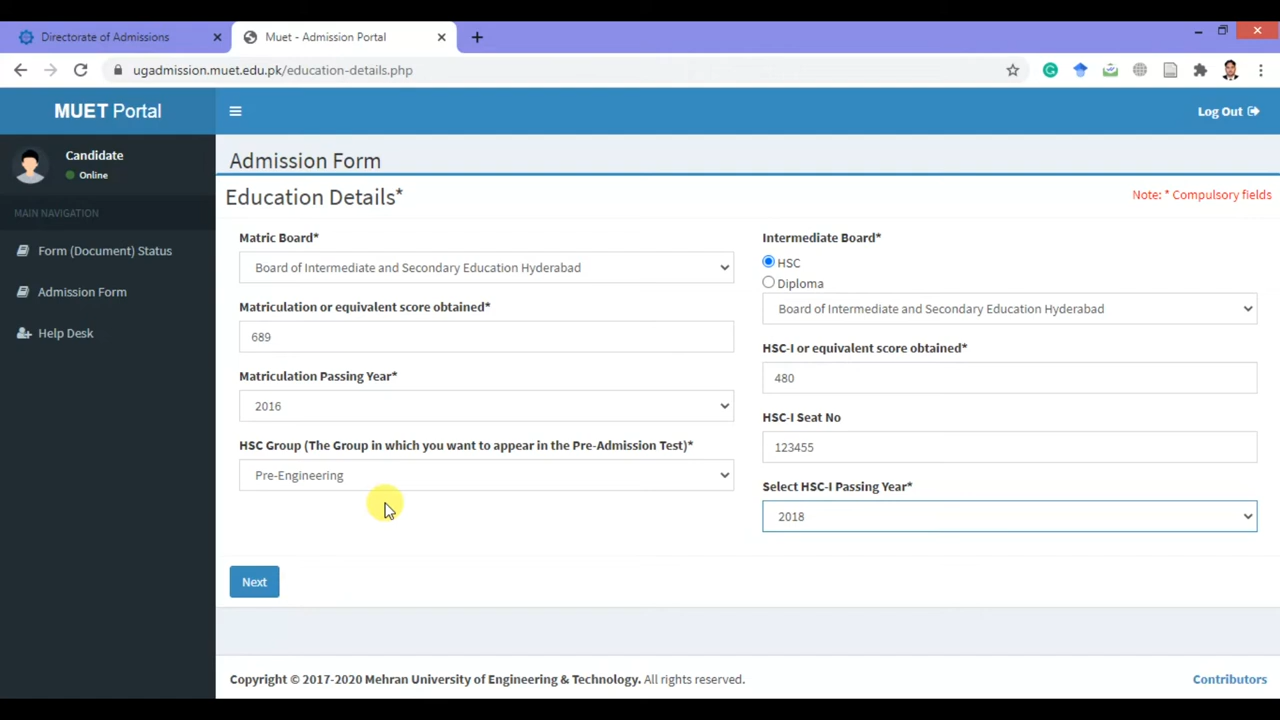 Directorate of Admissions
Muet - Admission Portal
ugadmission.muet.edu.pk/education-details.php
MUET Portal
Log Out
Candidate
Online
MAIN NAVIGATION
Form (Document) Status
Admission Form
Help Desk
Admission Form
Education Details*
Note: * Compulsory fields
Matric Board*
Board of Intermediate and Secondary Education Hyderabad
Matriculation or equivalent score obtained*
689
Matriculation Passing Year*
2016
HSC Group (The Group in which you want to appear in the Pre-Admission Test)*
Pre-Engineering
Intermediate Board*
HSC
Diploma
Board of Intermediate and Secondary Education Hyderabad
HSC-I or equivalent score obtained*
480
HSC-I Seat No
123455
Select HSC-I Passing Year*
2018
Next
Copyright © 2017-2020 Mehran University of Engineering & Technology. All rights reserved.
Contributors